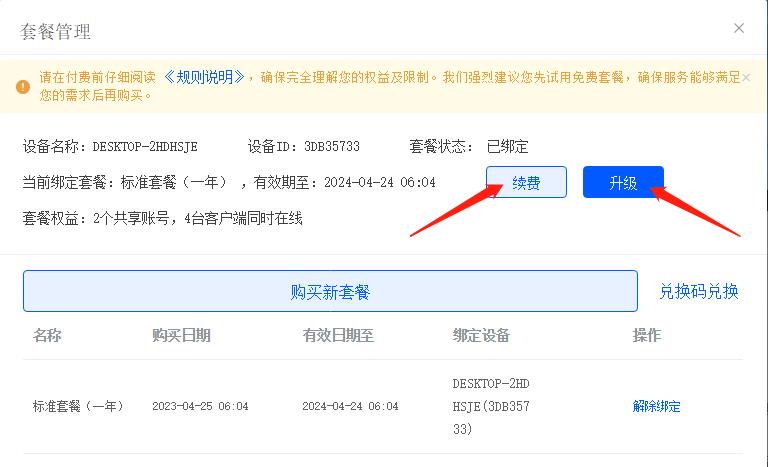 套餐管理
请在付费前仔细阅读 《规则说明》，确保完全理解您的权益及限制。我们强烈建议您先试用免费套餐，确保服务能够满足
您的需求后再购买。
设备名称：DESKTOP-2HDHSJE 设备ID：3DB35733 套餐状态： 已绑定
当前绑定套餐：标准套餐（一年） ，有效期至：2024-04-24 06:04 续费 升级
套餐权益：2个共享账号，4台客户端同时在线
购买新套餐 兑换码兑换
名称 购买日期 有效日期至 绑定设备 操作
DESKTOP-2HD
标准套餐（一年） 2023-04-25 06:04 2024-04-24 06:04 HSJE(3DB357 解除绑定
33)